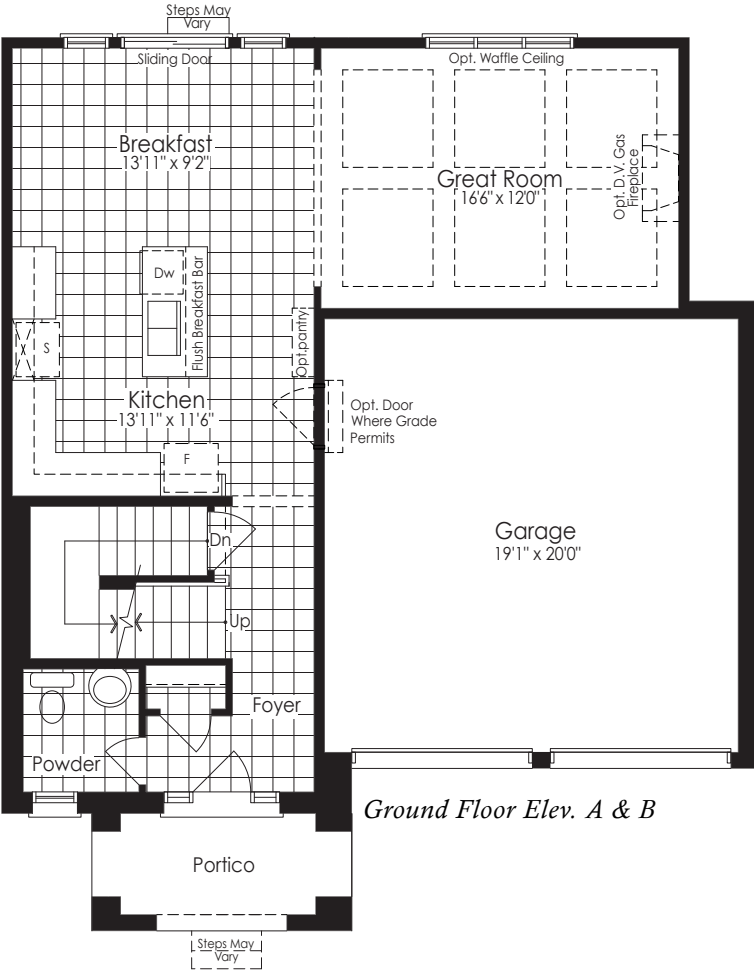 Steps May
Vary
Sliding Door
Opt. Waffle Ceiling
Breakfast
13'11" x 9'2"
Great Room
16'6" x 12'0"
Opt. D.V. Gas
Fireplace
Dw
Flush Breakfast Bar
S
Opt.pantry
Kitchen
13'11" x 11'6"
Opt. Door
Where Grade
Permits
F
Garage
19'1" x 20'0"
Dn
Up
Foyer
Powder
Ground Floor Elev. A & B
Portico
Steps May
Vary